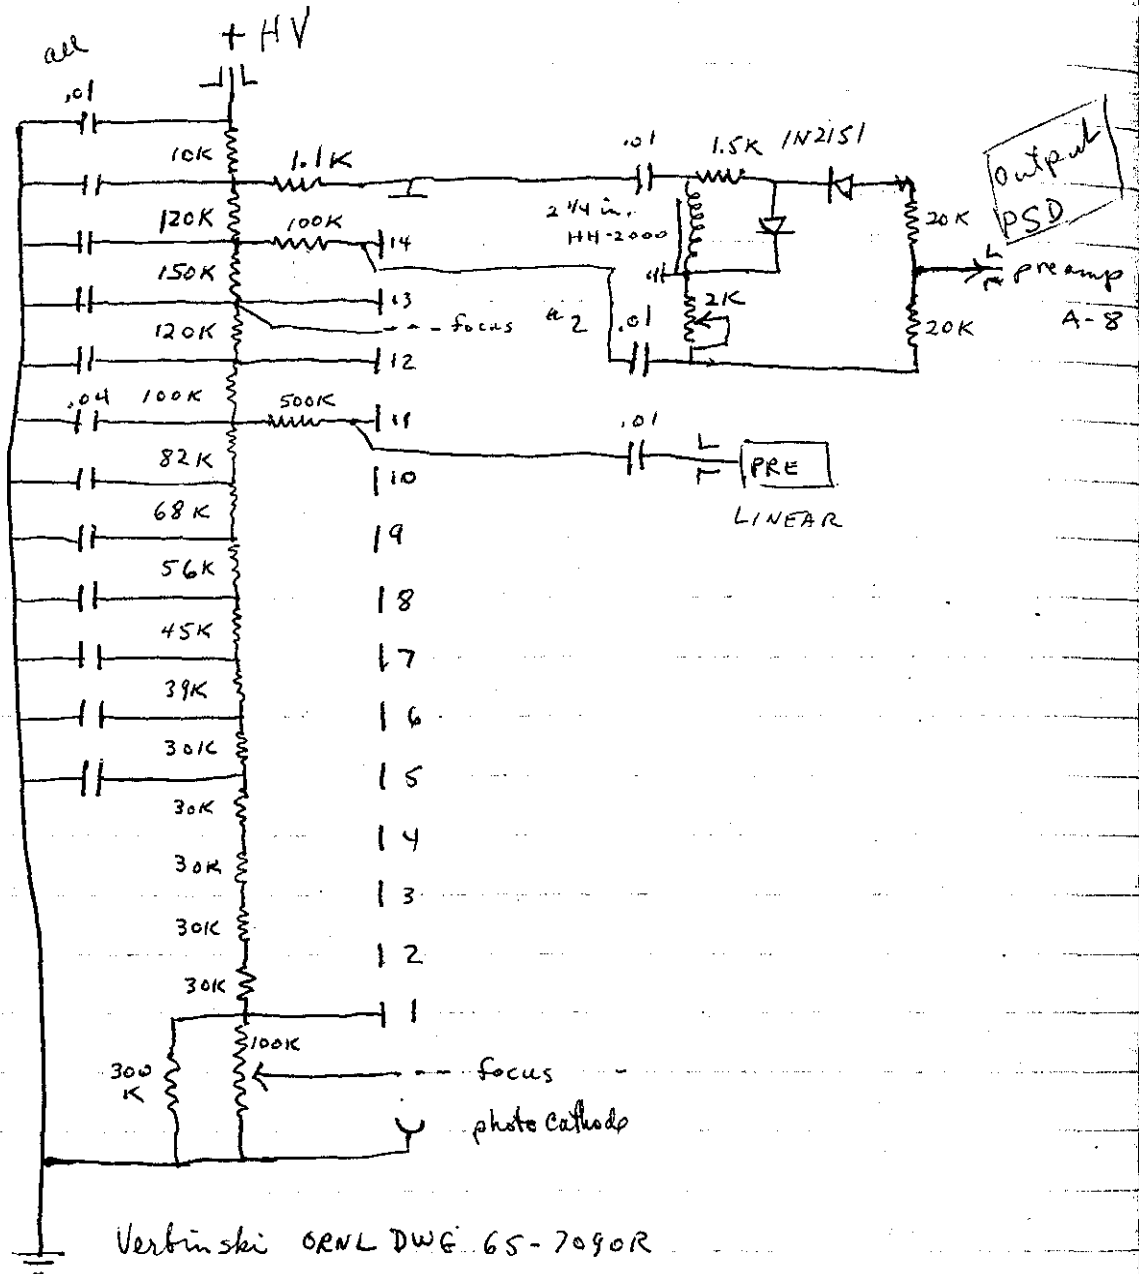 all
+ HV
.01
10K
1.1K
.01
1.5K
1N2151
Output
PSD
120K
100K
14
2 1/4 in.
HH-2000
20K
preamp
A-8
150K
13
focus
#2
.01
2K
20K
120K
12
.04
100K
500K
11
.01
PRE
LINEAR
82K
10
68K
9
56K
8
45K
7
39K
6
30K
5
30K
4
30K
3
30K
2
30K
1
100K
300
K
focus
photo cathode
Verbinski ORNL DWG 65-7090R